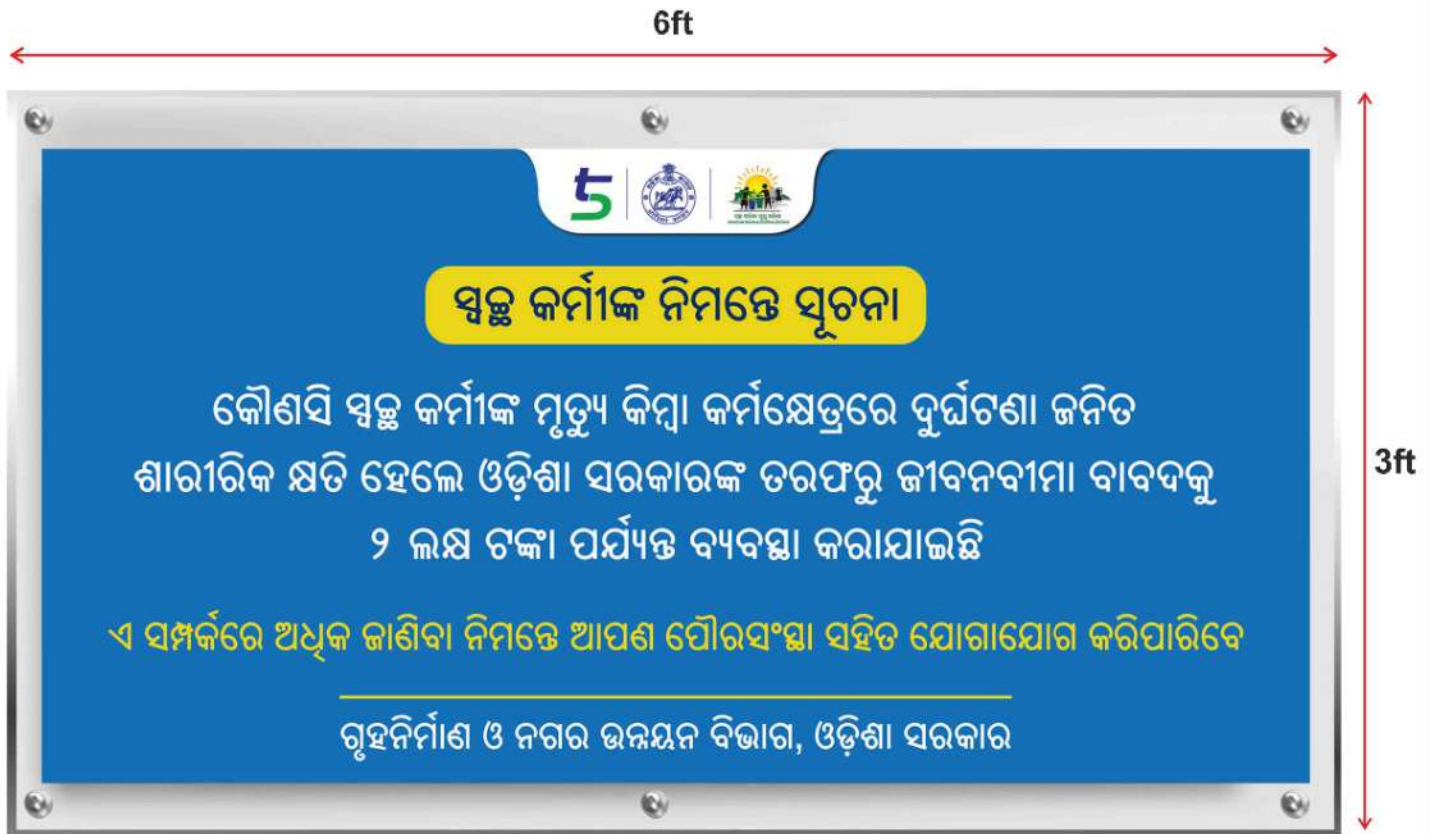 6ft
ସ୍ୱଚ୍ଛ କର୍ମୀଙ୍କ ନିମନ୍ତେ ସୂଚନା
କୌଣସି ସ୍ୱଚ୍ଛ କର୍ମୀଙ୍କ ମୃତ୍ୟୁ କିମ୍ବା କର୍ମକ୍ଷେତ୍ରରେ ଦୁର୍ଘଟଣା ଜନିତ
ଶାରୀରିକ କ୍ଷତି ହେଲେ ଓଡ଼ିଶା ସରକାରଙ୍କ ତରଫରୁ ଜୀବନବୀମା ବାବଦକୁ
୨ ଲକ୍ଷ ଟଙ୍କା ପର୍ଯ୍ୟନ୍ତ ବ୍ୟବସ୍ଥା କରାଯାଇଛି
3ft
ଏ ସମ୍ପର୍କରେ ଅଧିକ ଜାଣିବା ନିମନ୍ତେ ଆପଣ ପୌରସଂସ୍ଥା ସହିତ ଯୋଗାଯୋଗ କରିପାରିବେ
ଗୃହନିର୍ମାଣ ଓ ନଗର ଉନ୍ନୟନ ବିଭାଗ, ଓଡ଼ିଶା ସରକାର